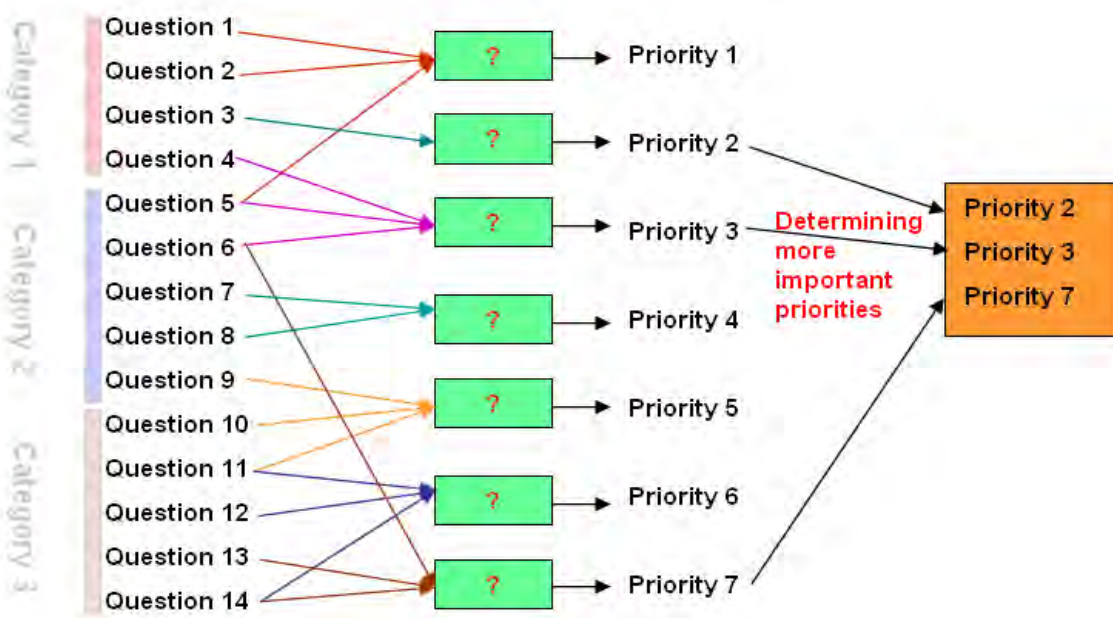 Category 1
Question 1
Question 2
Question 3
Question 4
Category 2
Question 5
Question 6
Question 7
Question 8
Question 9
Category 3
Question 10
Question 11
Question 12
Question 13
Question 14
?
?
?
?
?
?
?
Priority 1
Priority 2
Priority 3
Priority 4
Priority 5
Priority 6
Priority 7
Determining
more
important
priorities
Priority 2
Priority 3
Priority 7